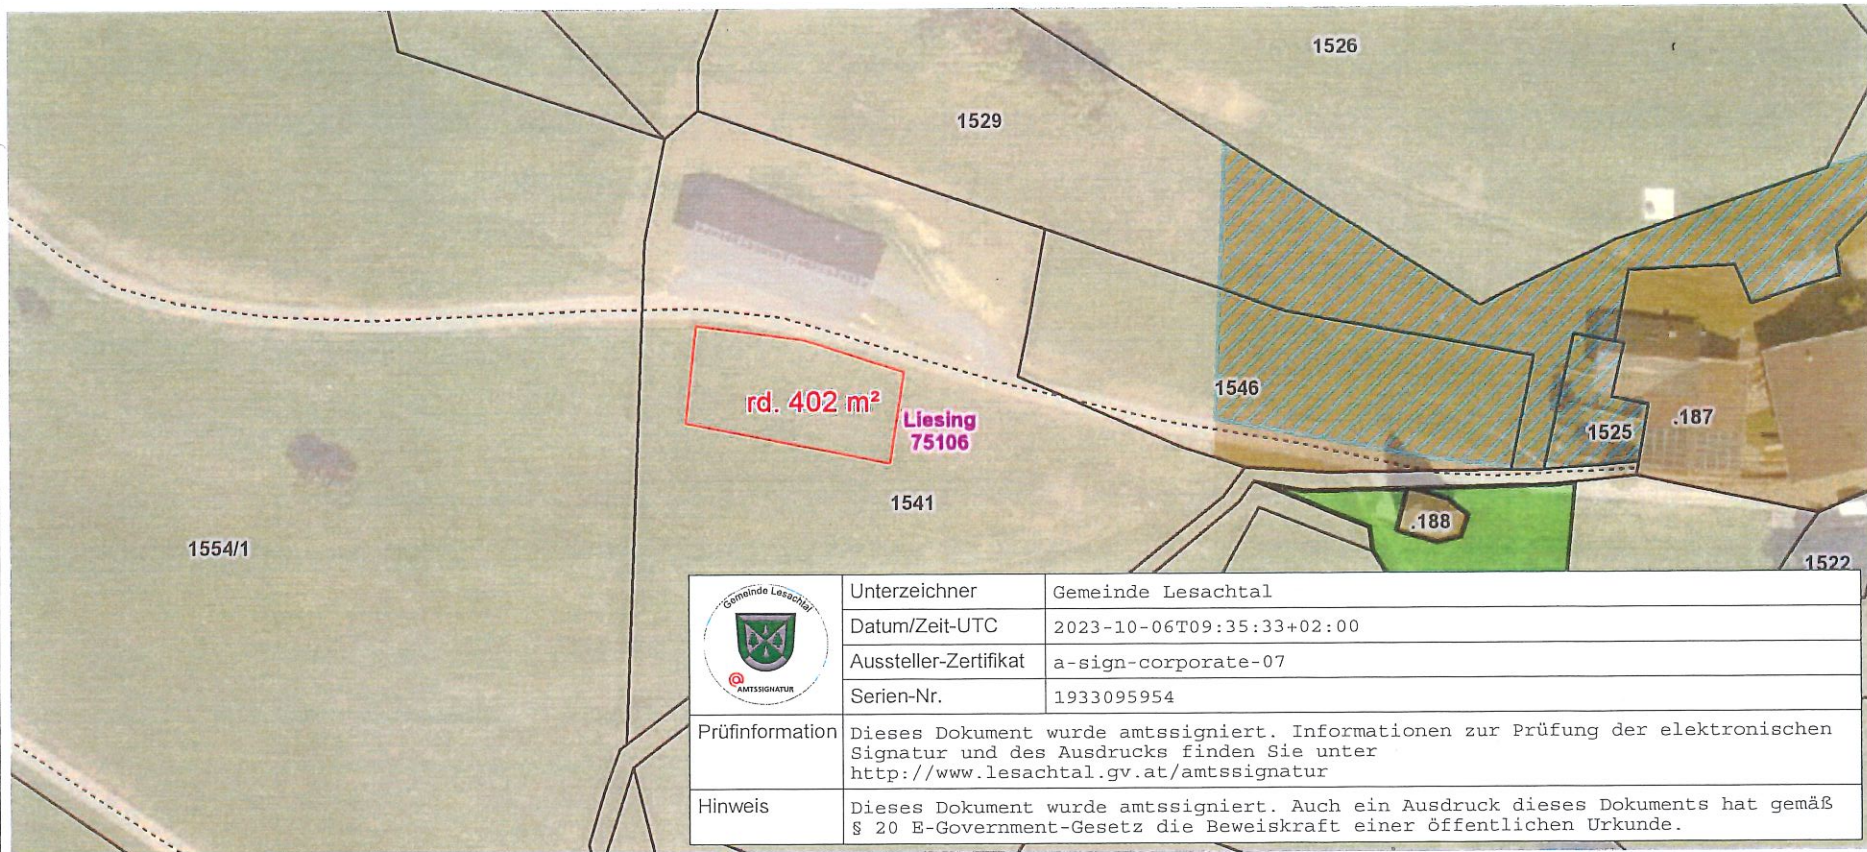 1526
1529
1546
rd. 402 m²
Liesing
75106
.187
1525
1541
.188
1554/1
1522
Gemeinde Lesachtal
@
AMTSSIGNATUR
Unterzeichner Gemeinde Lesachtal
Datum/Zeit-UTC 2023-10-06T09:35:33+02:00
Aussteller-Zertifikat a-sign-corporate-07
Serien-Nr. 1933095954
Prüfinformation Dieses Dokument wurde amtssigniert. Informationen zur Prüfung der elektronischen
Signatur und des Ausdrucks finden Sie unter
http://www.lesachtal.gv.at/amtssignatur
Hinweis Dieses Dokument wurde amtssigniert. Auch ein Ausdruck dieses Dokuments hat gemäß
§ 20 E-Government-Gesetz die Beweiskraft einer öffentlichen Urkunde.